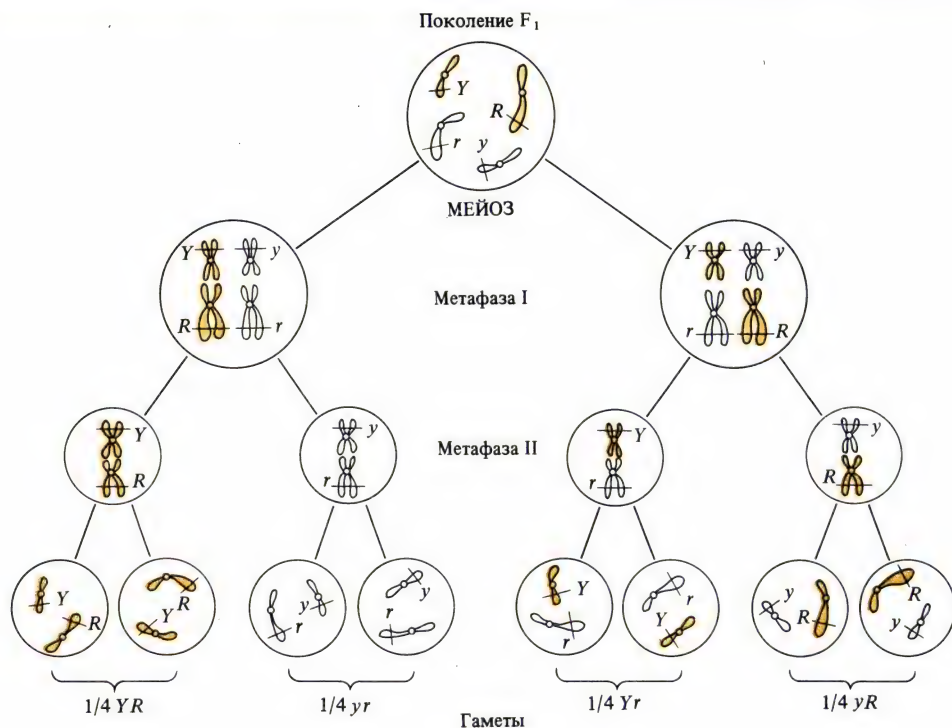 Поколение F₁
Y
R
r
y
МЕЙОЗ
Y y Y y
Метафаза I
R r r R
Y y Y y
Метафаза II
R r r R
Y R y y Y r y R
R Y r r r Y R y
1/4 YR 1/4 yr 1/4 Yr 1/4 yR
Гаметы